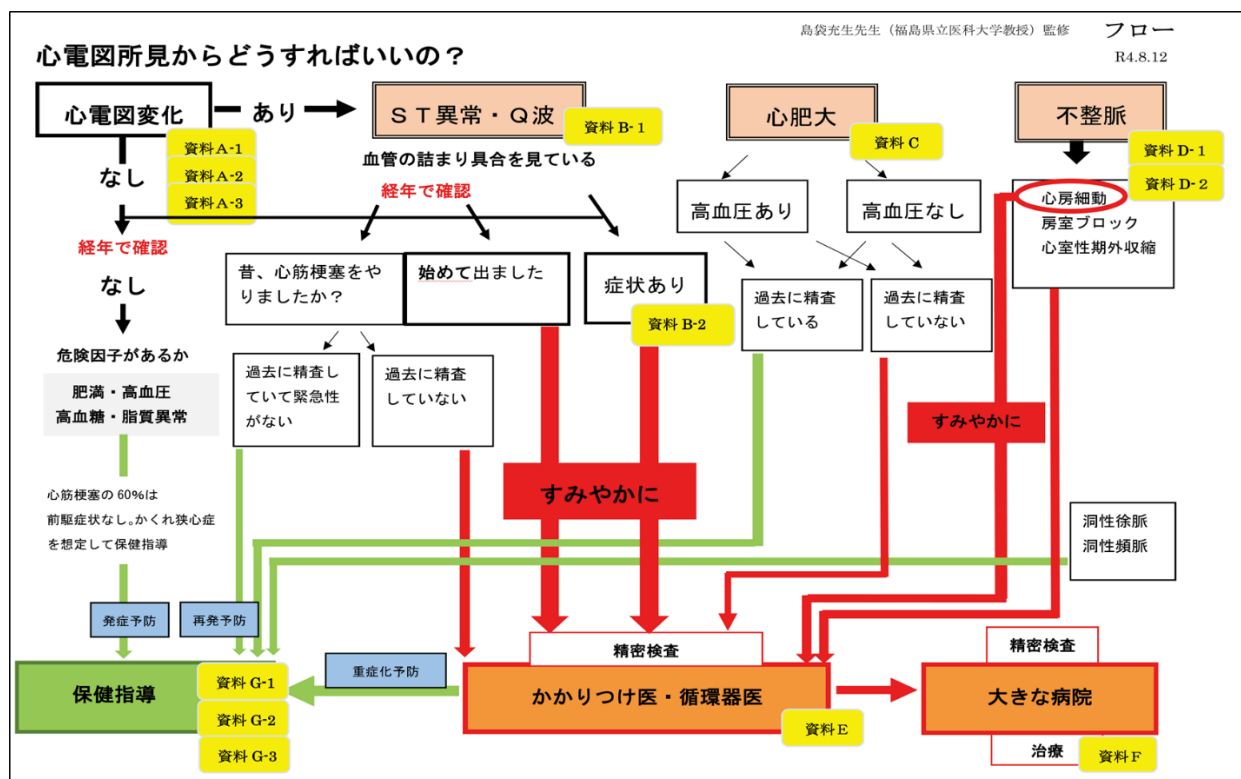 島袋充生先生（福島県立医科大学教授）監修
フロー
R4.8.12
心電図所見からどうすればいいの？
心電図変化
あり
ＳＴ異常・Ｑ波
心肥大
不整脈
資料 A-1
資料 A-2
資料 A-3
資料 B-1
資料 C
資料 D-1
資料 D-2
なし
血管の詰まり具合を見ている
経年で確認
経年で確認
なし
高血圧あり
高血圧なし
心房細動
房室ブロック
心室性期外収縮
昔、心筋梗塞をや
りましたか？
始めて出ました
症状あり
資料 B-2
過去に精査
している
過去に精査
していない
危険因子があるか
肥満・高血圧
高血糖・脂質異常
過去に精査し
ていて緊急性
がない
過去に精査
していない
すみやかに
すみやかに
心筋梗塞の 60%は
前駆症状なし。かくれ狭心症
を想定して保健指導
洞性徐脈
洞性頻脈
発症予防
再発予防
重症化予防
精密検査
精密検査
保健指導
資料 G-1
資料 G-2
資料 G-3
かかりつけ医・循環器医
資料 E
大きな病院
治療
資料 F